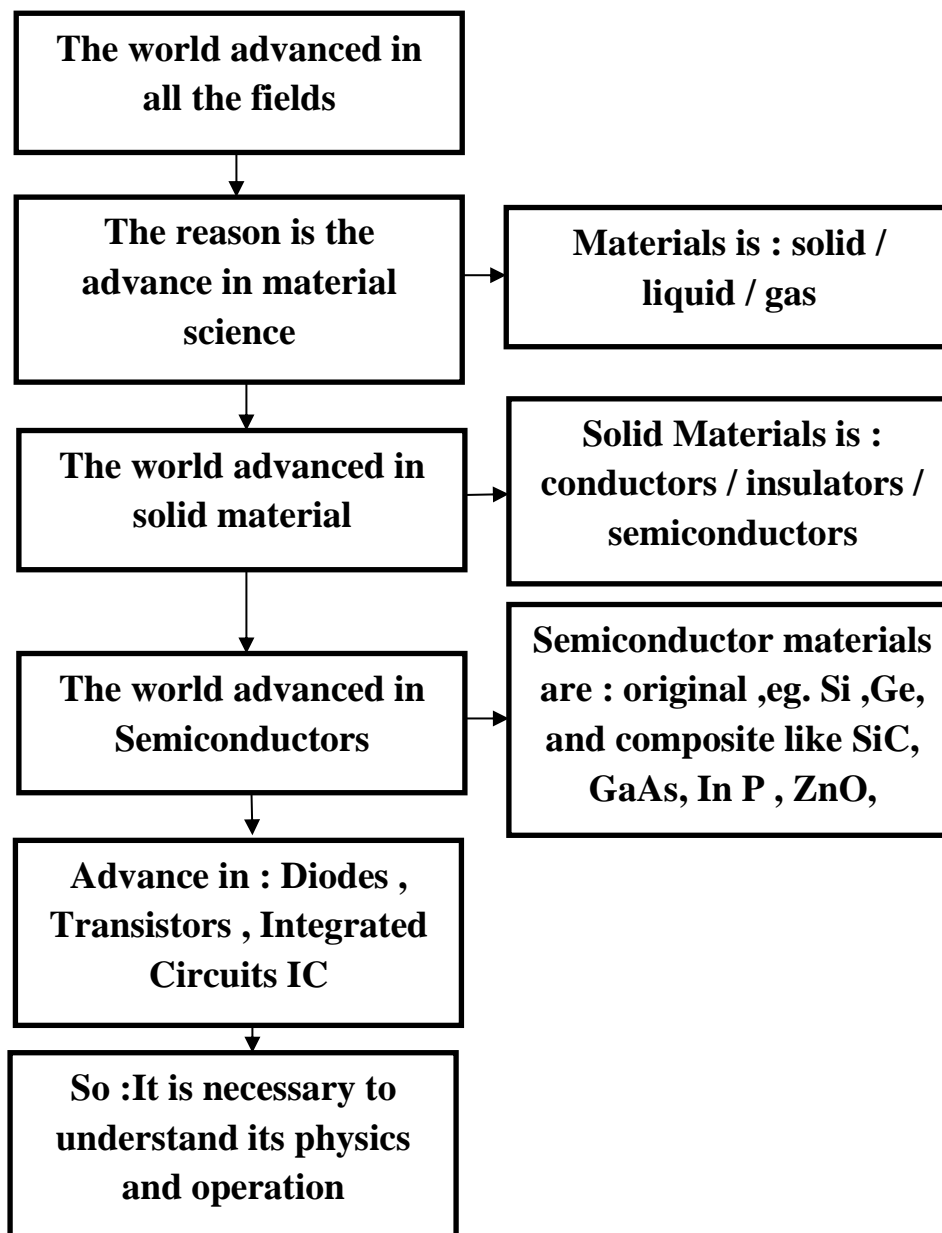 The world advanced in
all the fields
The reason is the
advance in material
science
Materials is : solid /
liquid / gas
The world advanced in
solid material
Solid Materials is :
conductors / insulators /
semiconductors
The world advanced in
Semiconductors
Semiconductor materials
are : original ,eg. Si ,Ge,
and composite like SiC,
GaAs, In P , ZnO,
Advance in : Diodes ,
Transistors , Integrated
Circuits IC
So :It is necessary to
understand its physics
and operation